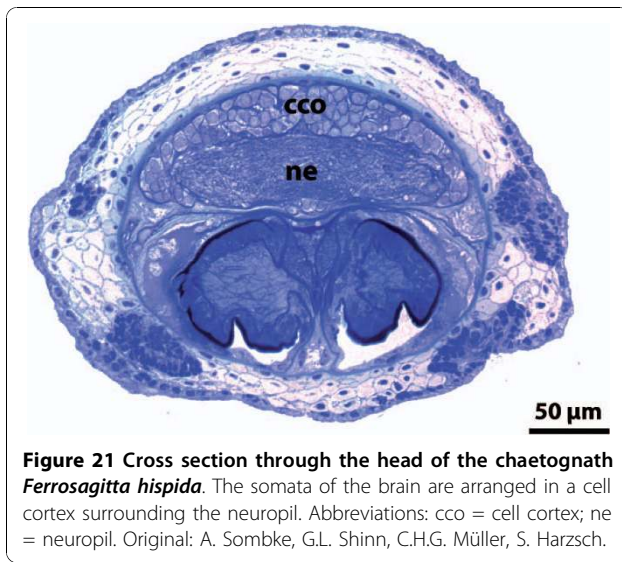 cco
ne
50 µm
Figure 21 Cross section through the head of the chaetognath
Ferrosagitta hispida. The somata of the brain are arranged in a cell
cortex surrounding the neuropil. Abbreviations: cco = cell cortex; ne
= neuropil. Original: A. Sombke, G.L. Shinn, C.H.G. Müller, S. Harzsch.